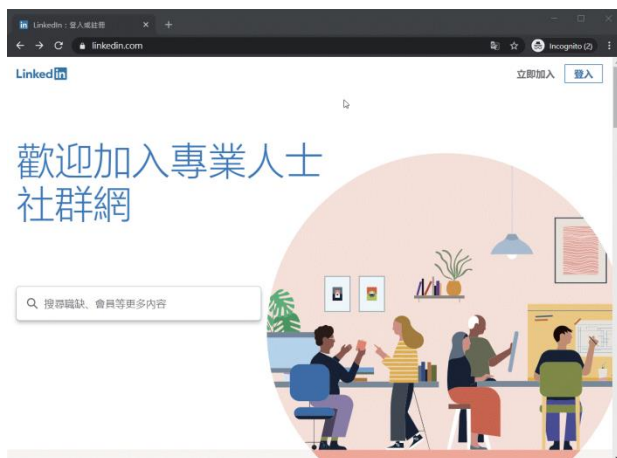 LinkedIn：登入或註冊
linkedin.com
Incognito (2)
LinkedIn
立即加入
登入
歡迎加入專業人士
社群網
搜尋職缺、會員等更多內容